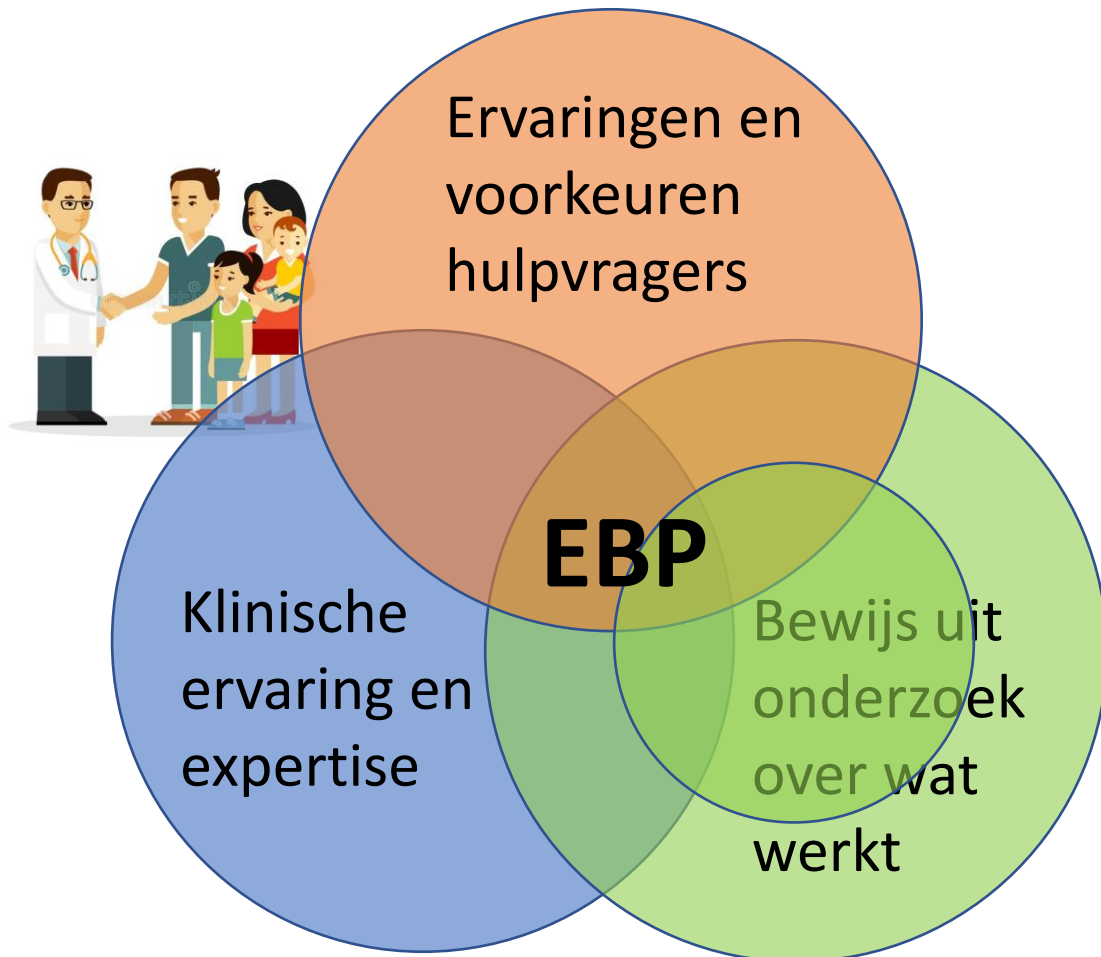 Ervaringen en
voorkeuren
hulpvragers
EBP
Klinische
ervaring en
expertise
Bewijs uit
onderzoek
over wat
werkt